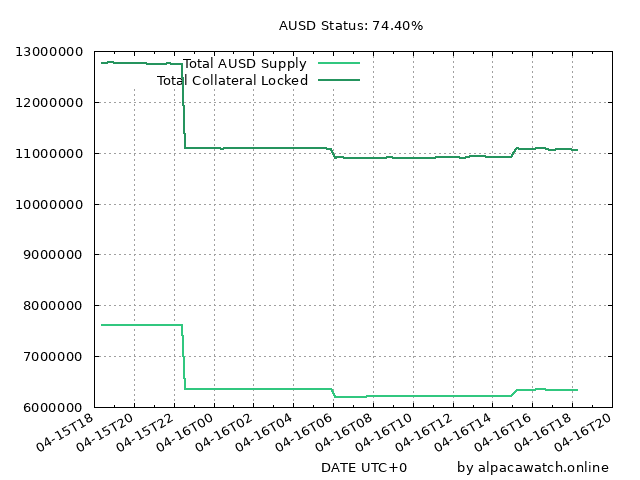 AUSD Status: 74.40%
13000000
12000000
11000000
10000000
9000000
8000000
7000000
6000000
Total AUSD Supply
Total Collateral Locked
04-15T18
04-15T20
04-15T22
04-16T00
04-16T02
04-16T04
04-16T06
04-16T08
04-16T10
04-16T12
04-16T14
04-16T16
04-16T18
04-16T20
DATE UTC+0
by alpacawatch.online